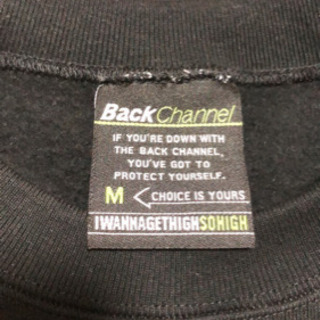 BackChannel
IF YOU'RE DOWN WITH
THE BACK CHANNEL,
YOU'VE GOT TO
PROTECT YOURSELF.
M CHOICE IS YOURS
IWANNAGETHIGHSOHIGH